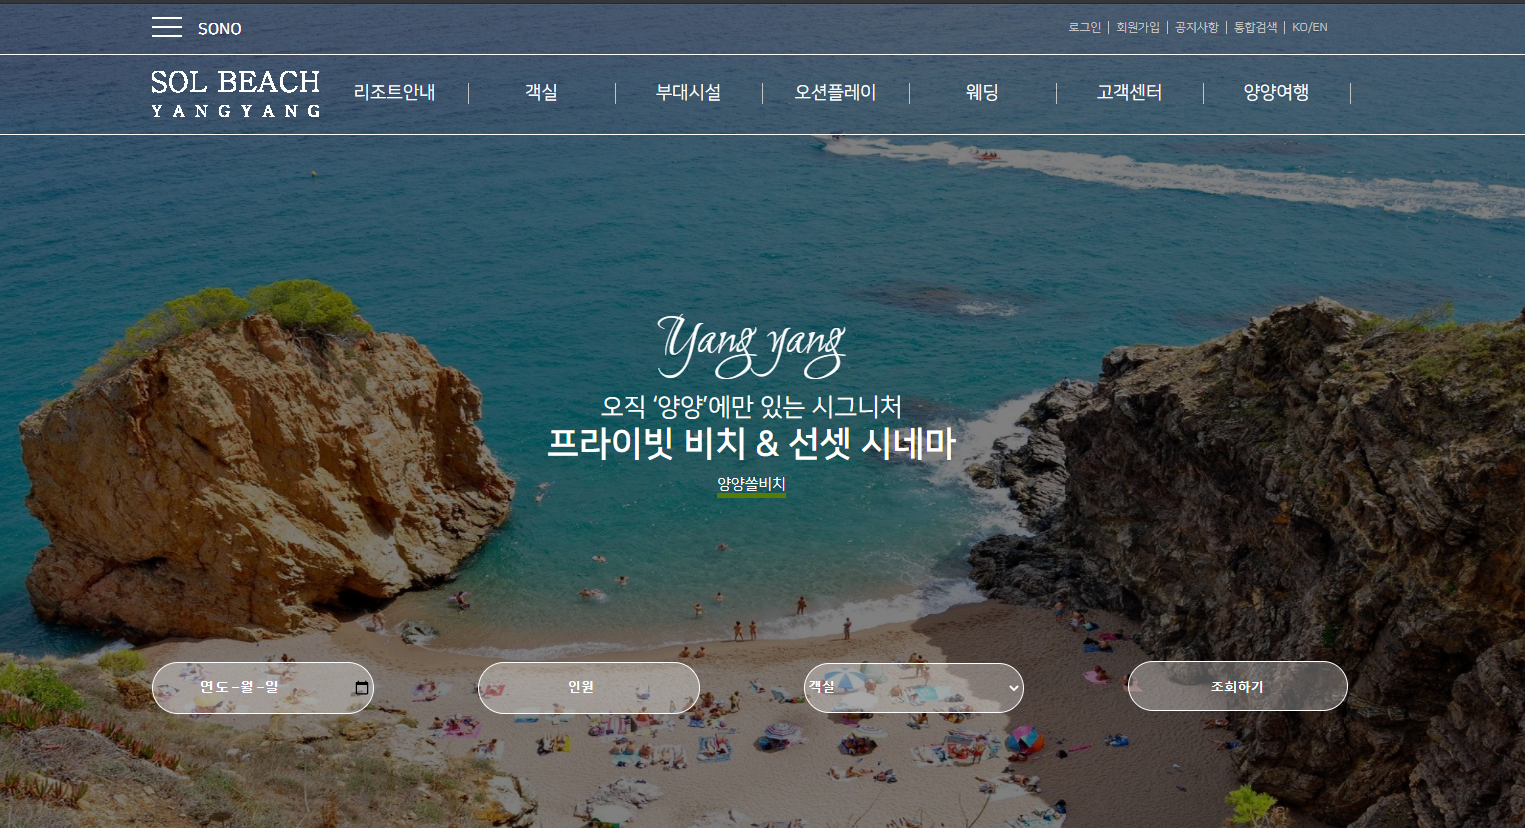 SONO
로그인 | 회원가입 | 공지사항 | 통합검색 | KO/EN
SOL BEACH
YANGYANG
리조트안내 | 객실 | 부대시설 | 오션플레이 | 웨딩 | 고객센터 | 양양여행 |
Yang yang
오직 ‘양양’에만 있는 시그니처
프라이빗 비치 & 선셋 시네마
양양쏠비치
연도-월-일
인원
객실
조회하기